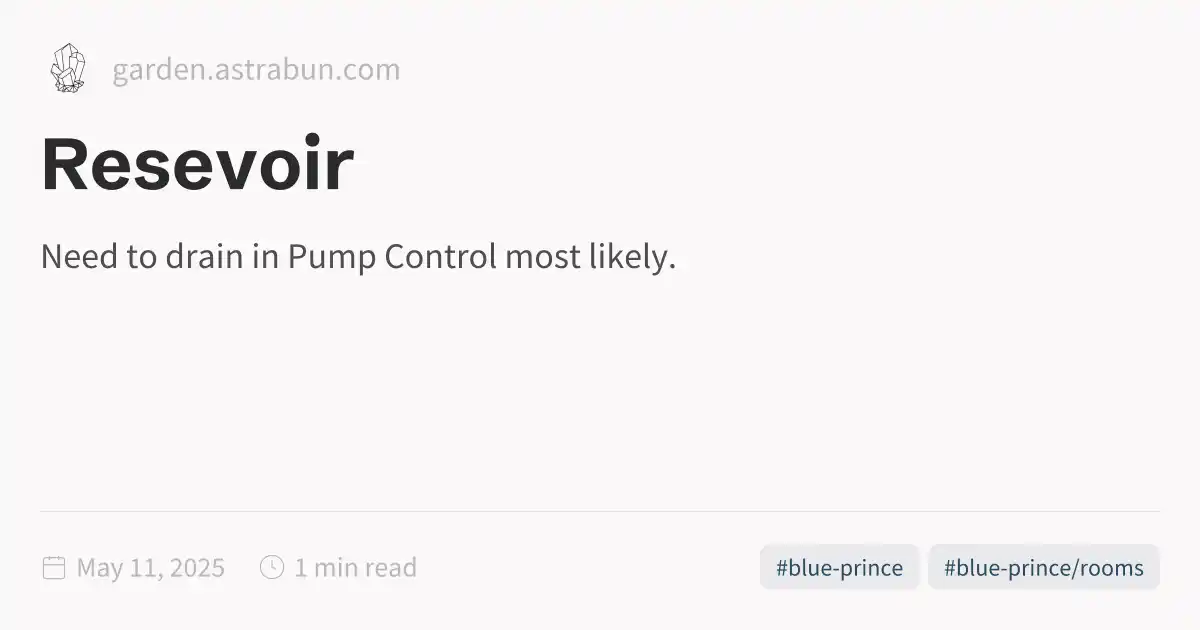 garden.astrabun.com
Resevoir
Need to drain in Pump Control most likely.
May 11, 2025
1 min read
#blue-prince
#blue-prince/rooms